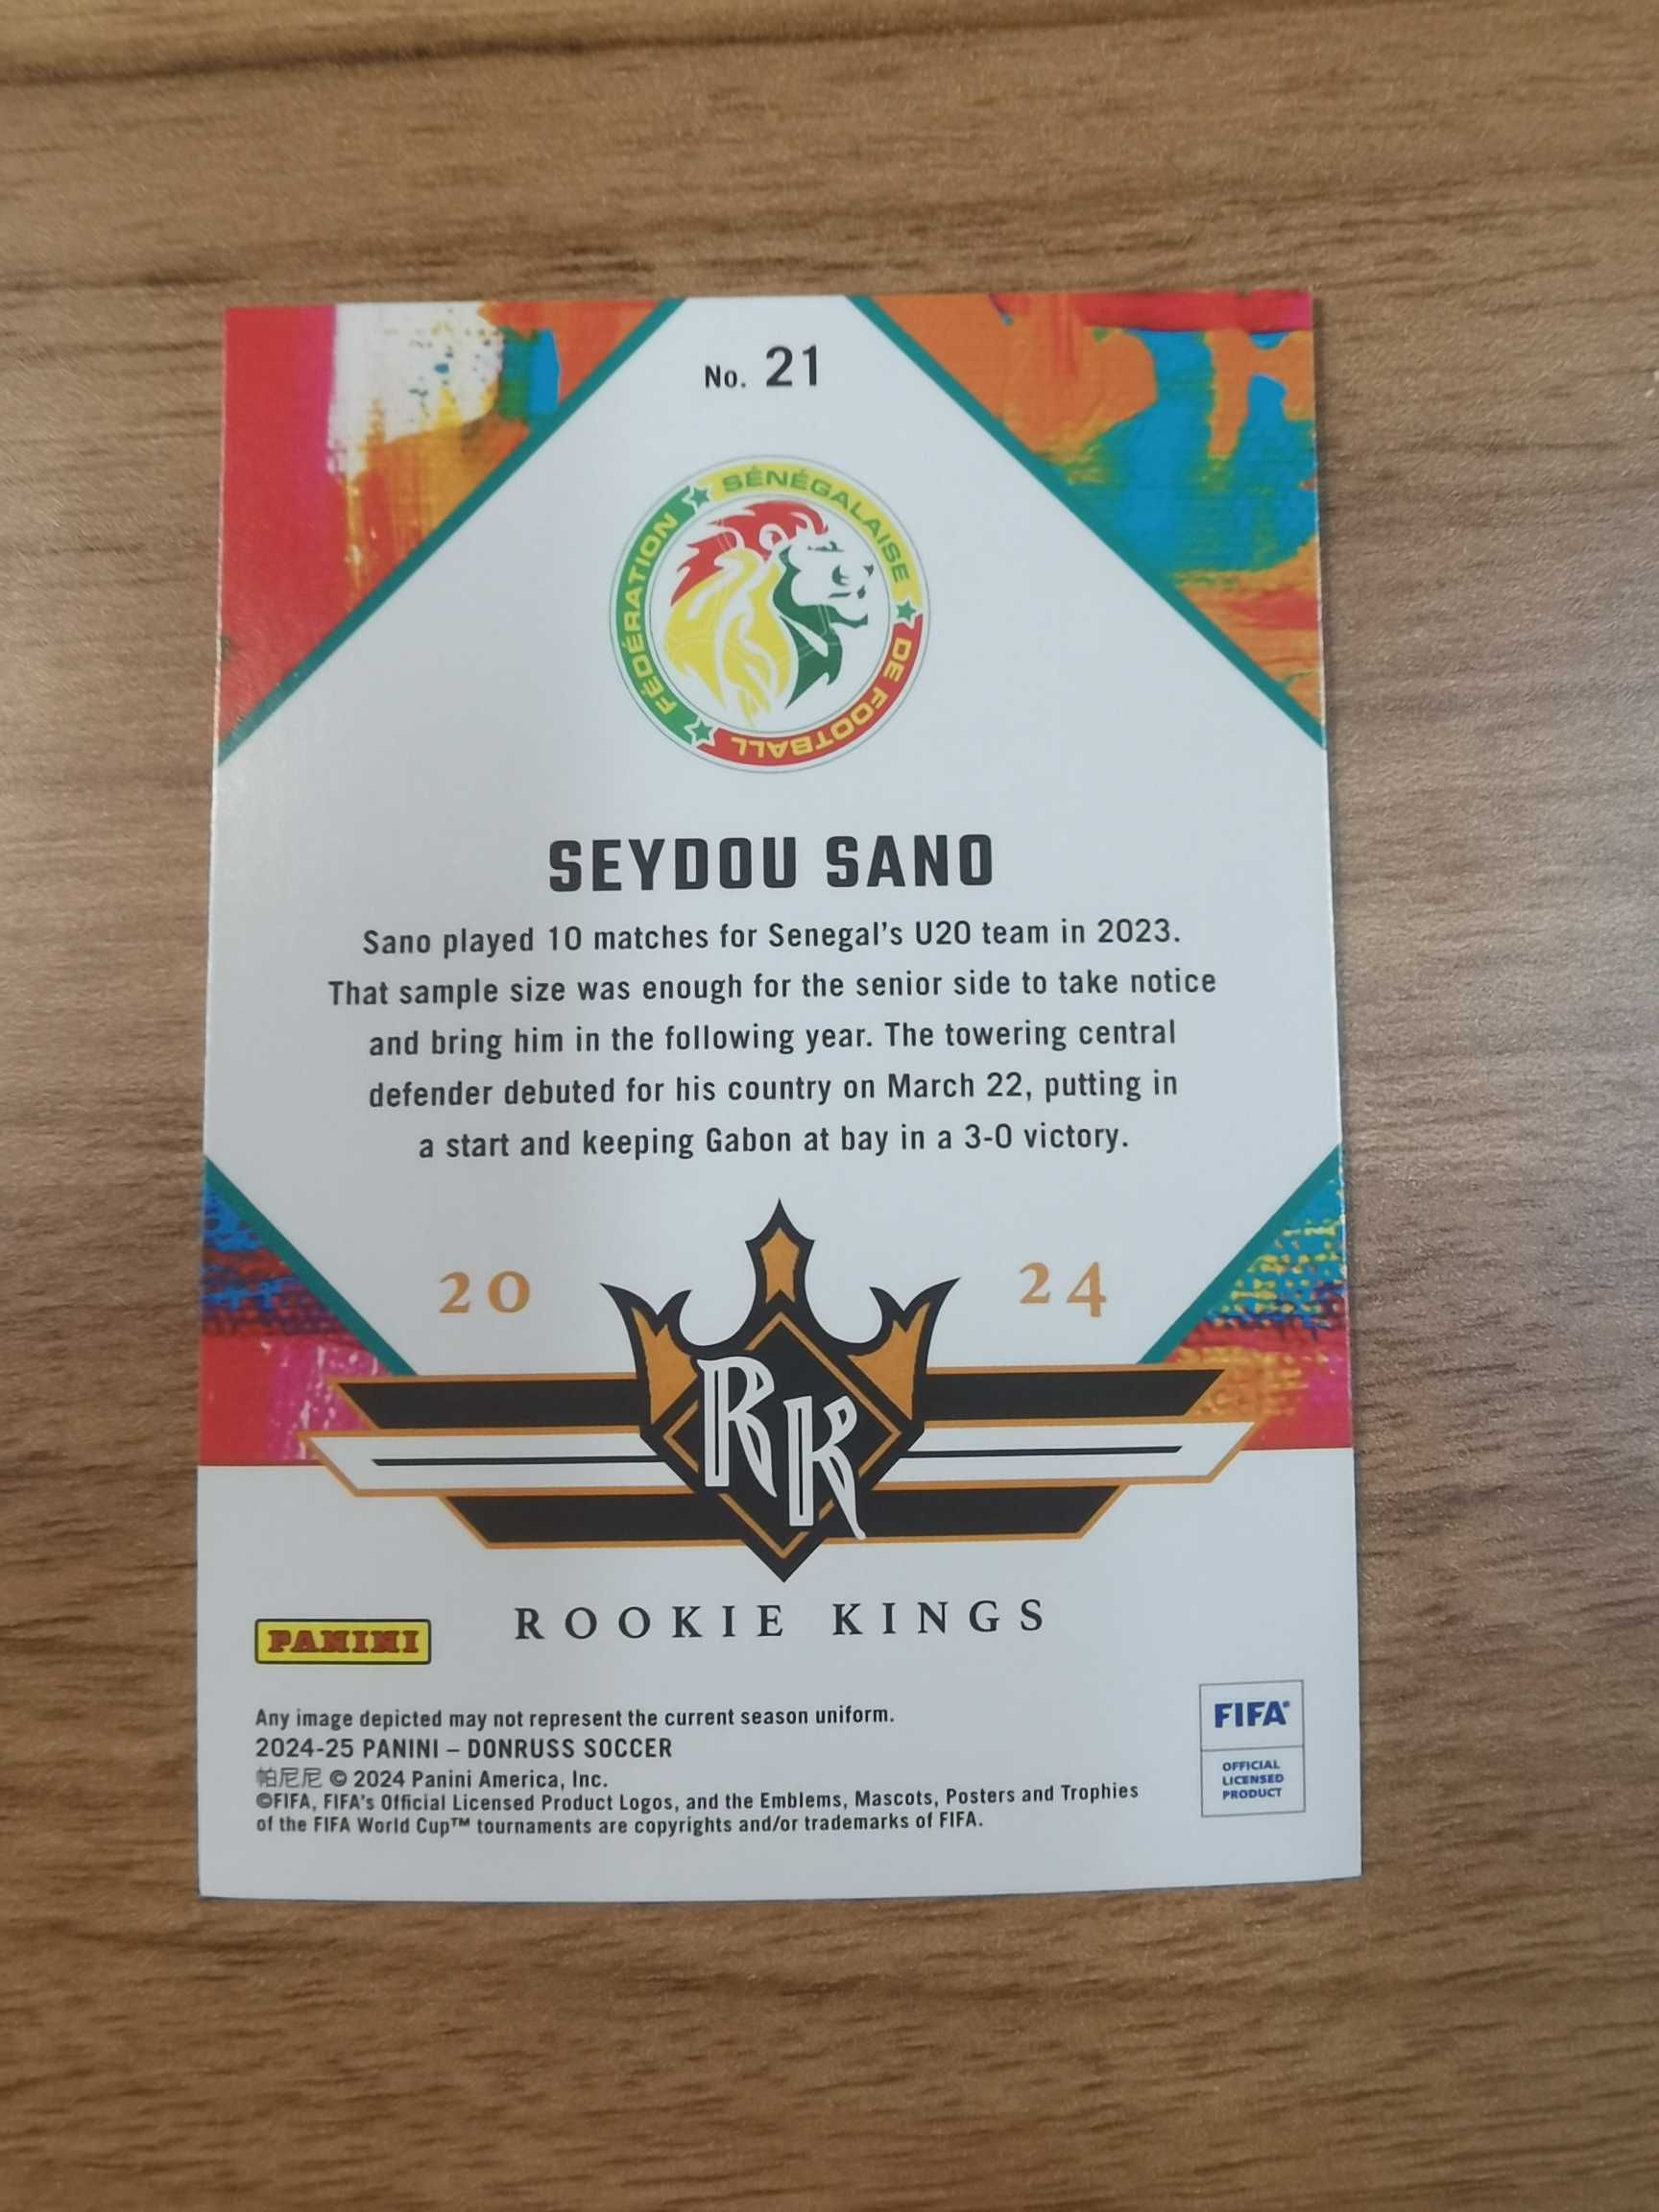 No. 21
FÉDÉRATION SÉNÉGALAISE DE FOOTBALL
SEYDOU SANO
Sano played 10 matches for Senegal's U20 team in 2023.
That sample size was enough for the senior side to take notice
and bring him in the following year. The towering central
defender debuted for his country on March 22, putting in
a start and keeping Gabon at bay in a 3-0 victory.
20 24
RK
ROOKIE KINGS
PANINI
Any image depicted may not represent the current season uniform.
2024-25 PANINI – DONRUSS SOCCER
帕尼尼 © 2024 Panini America, Inc.
©FIFA, FIFA's Official Licensed Product Logos, and the Emblems, Mascots, Posters and Trophies
of the FIFA World Cup™ tournaments are copyrights and/or trademarks of FIFA.
FIFA®
OFFICIAL
LICENSED
PRODUCT